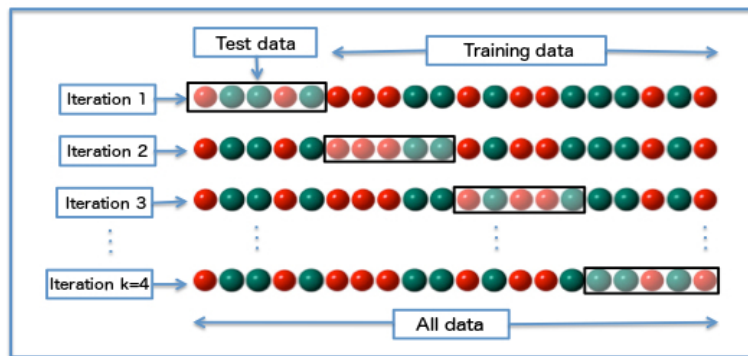 Test data
Training data
Iteration 1
Iteration 2
Iteration 3
Iteration k=4
All data